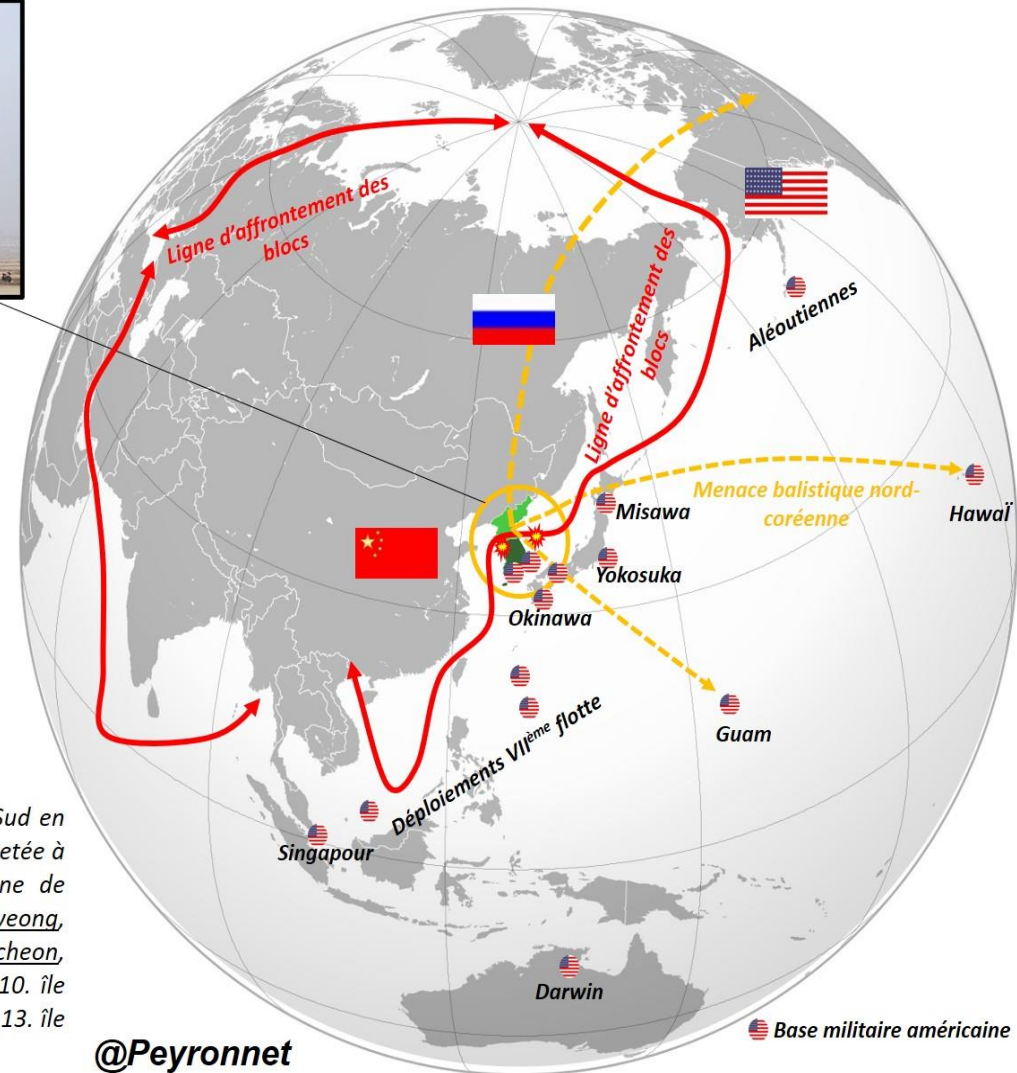 Ligne d'affrontement des
blocs
Ligne d'affrontement des
blocs
Aléoutiennes
Menace balistique nord-
coréenne
HawaÏ
Misawa
Yokosuka
Okinawa
Guam
Déploiements VIIème flotte
Singapour
Darwin
Sud en
etée à
ne de
yeong,
cheon,
10. île
13. île
Base militaire américaine
@Peyronnet